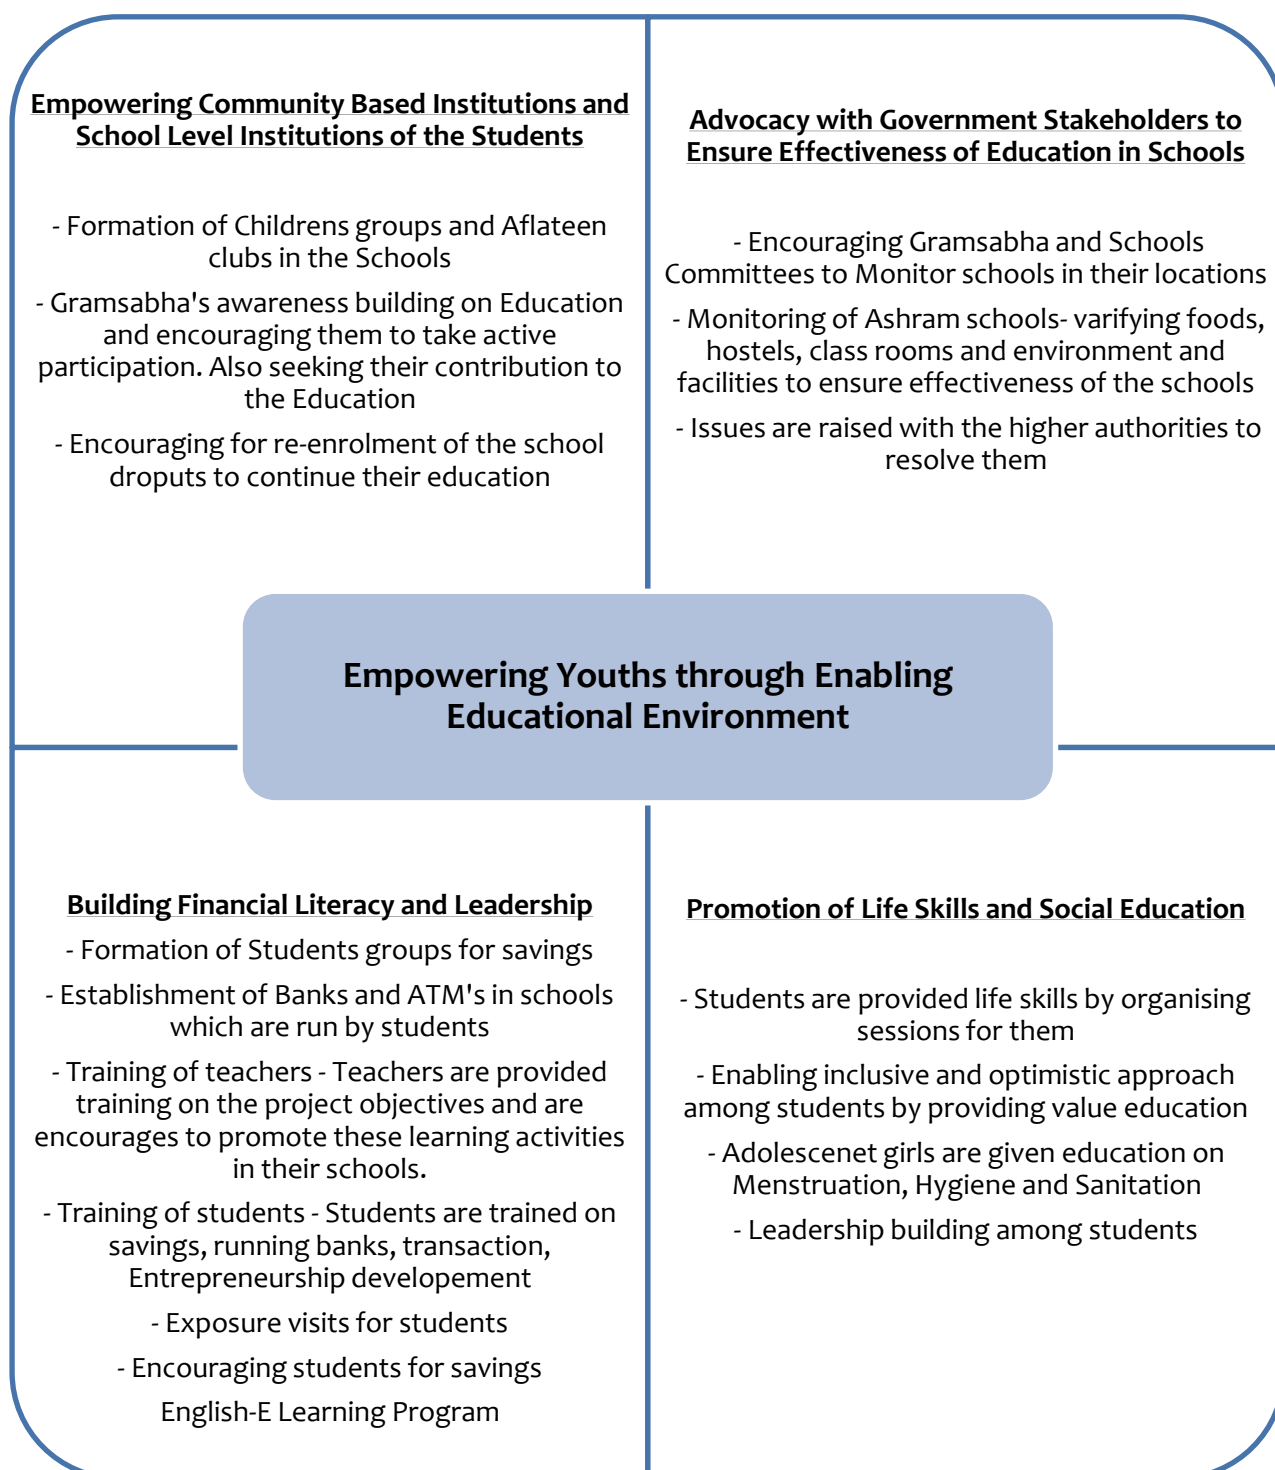 Empowering Community Based Institutions and
School Level Institutions of the Students
- Formation of Childrens groups and Aflateen
clubs in the Schools
- Gramsabha's awareness building on Education
and encouraging them to take active
participation. Also seeking their contribution to
the Education
- Encouraging for re-enrolment of the school
droputs to continue their education
Advocacy with Government Stakeholders to
Ensure Effectiveness of Education in Schools
- Encouraging Gramsabha and Schools
Committees to Monitor schools in their locations
- Monitoring of Ashram schools- varifying foods,
hostels, class rooms and environment and
facilities to ensure effectiveness of the schools
- Issues are raised with the higher authorities to
resolve them
Empowering Youths through Enabling
Educational Environment
Building Financial Literacy and Leadership
- Formation of Students groups for savings
- Establishment of Banks and ATM's in schools
which are run by students
- Training of teachers - Teachers are provided
training on the project objectives and are
encourages to promote these learning activities
in their schools.
- Training of students - Students are trained on
savings, running banks, transaction,
Entrepreneurship developement
- Exposure visits for students
- Encouraging students for savings
English-E Learning Program
Promotion of Life Skills and Social Education
- Students are provided life skills by organising
sessions for them
- Enabling inclusive and optimistic approach
among students by providing value education
- Adolescenet girls are given education on
Menstruation, Hygiene and Sanitation
- Leadership building among students